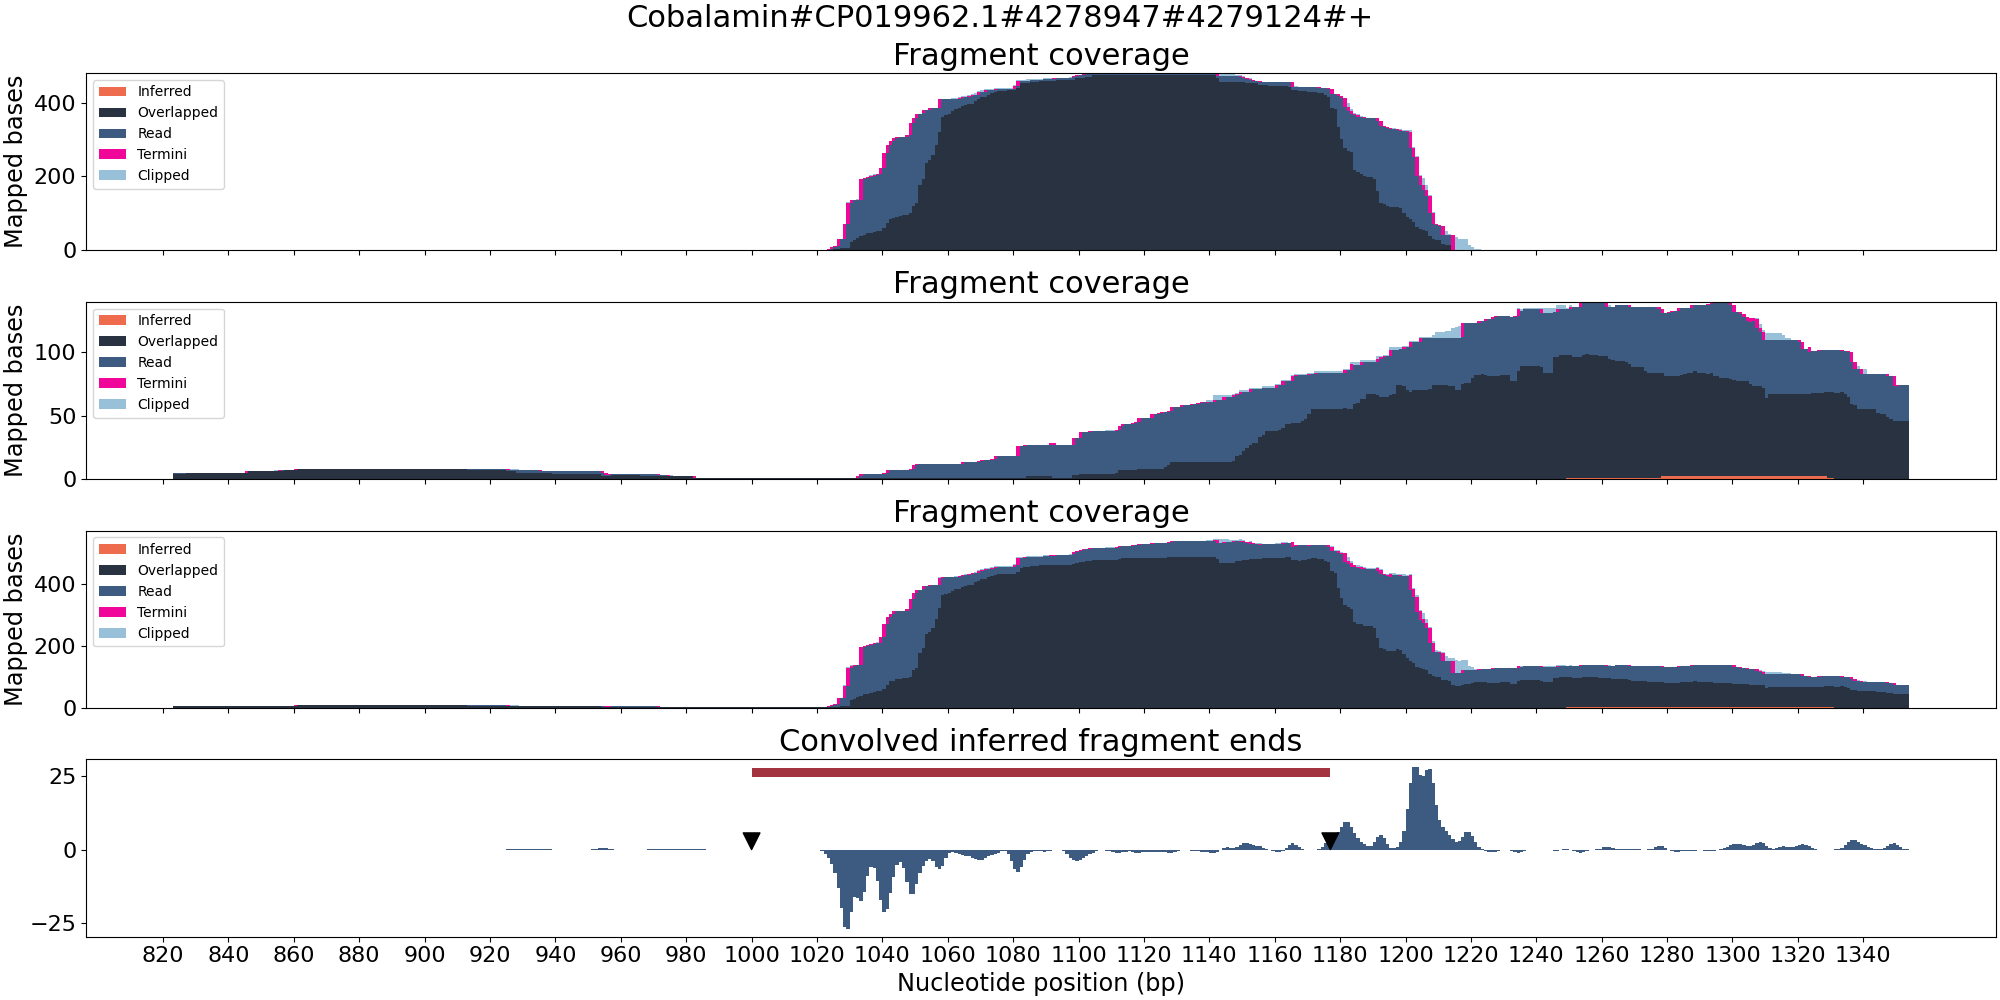 Cobalamin#CP019962.1#4278947#4279124#+
Fragment coverage
Mapped bases
400
200
0
Inferred
Overlapped
Read
Termini
Clipped
Fragment coverage
Mapped bases
100
50
0
Inferred
Overlapped
Read
Termini
Clipped
Fragment coverage
Mapped bases
400
200
0
Inferred
Overlapped
Read
Termini
Clipped
Convolved inferred fragment ends
25
0
−25
820 840 860 880 900 920 940 960 980 1000 1020 1040 1060 1080 1100 1120 1140 1160 1180 1200 1220 1240 1260 1280 1300 1320 1340
Nucleotide position (bp)